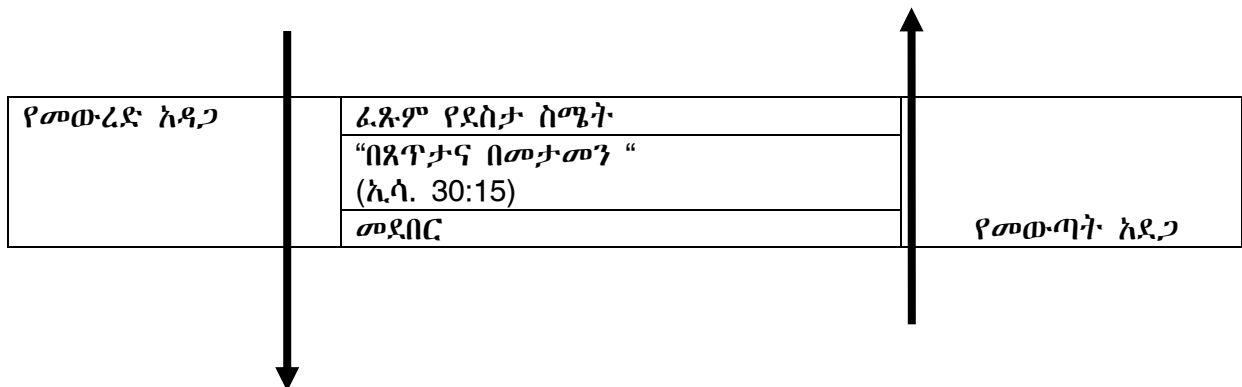 የመውረድ አዳጋ
ፈጹም የደስታ ስሜት
“በጸጥታና በመታመን “
(ኢሳ. 30:15)
መደበር
የመውጣት አደጋ